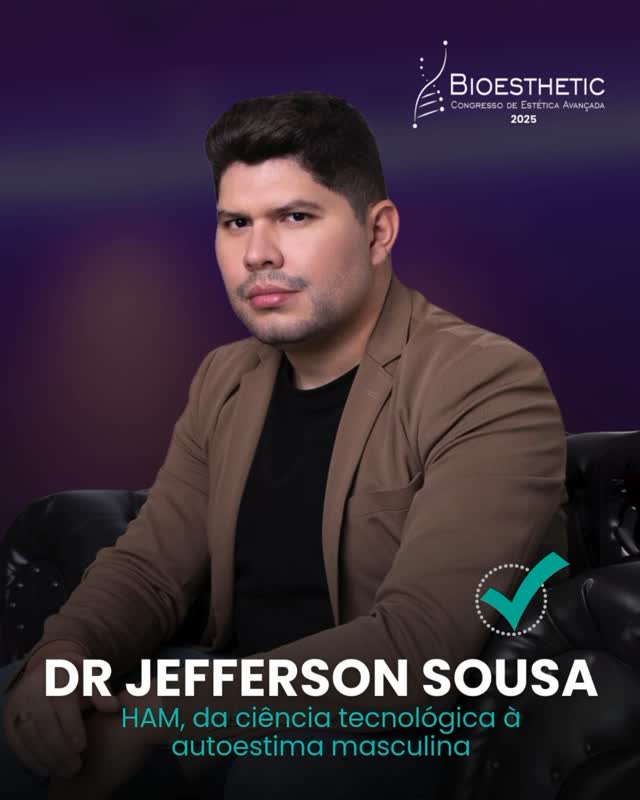 BIOESTHETIC
CONGRESSO DE ESTÉTICA AVANÇADA
2025
DR JEFFERSON SOUSA
HAM, da ciência tecnológica à
autoestima masculina